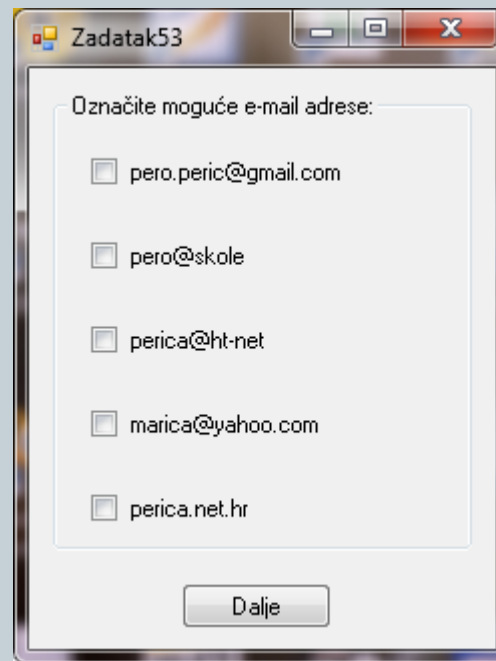 Zadatak53
Označite moguće e-mail adrese:
pero.peric@gmail.com
pero@skole
perica@ht-net
marica@yahoo.com
perica.net.hr
Dalje